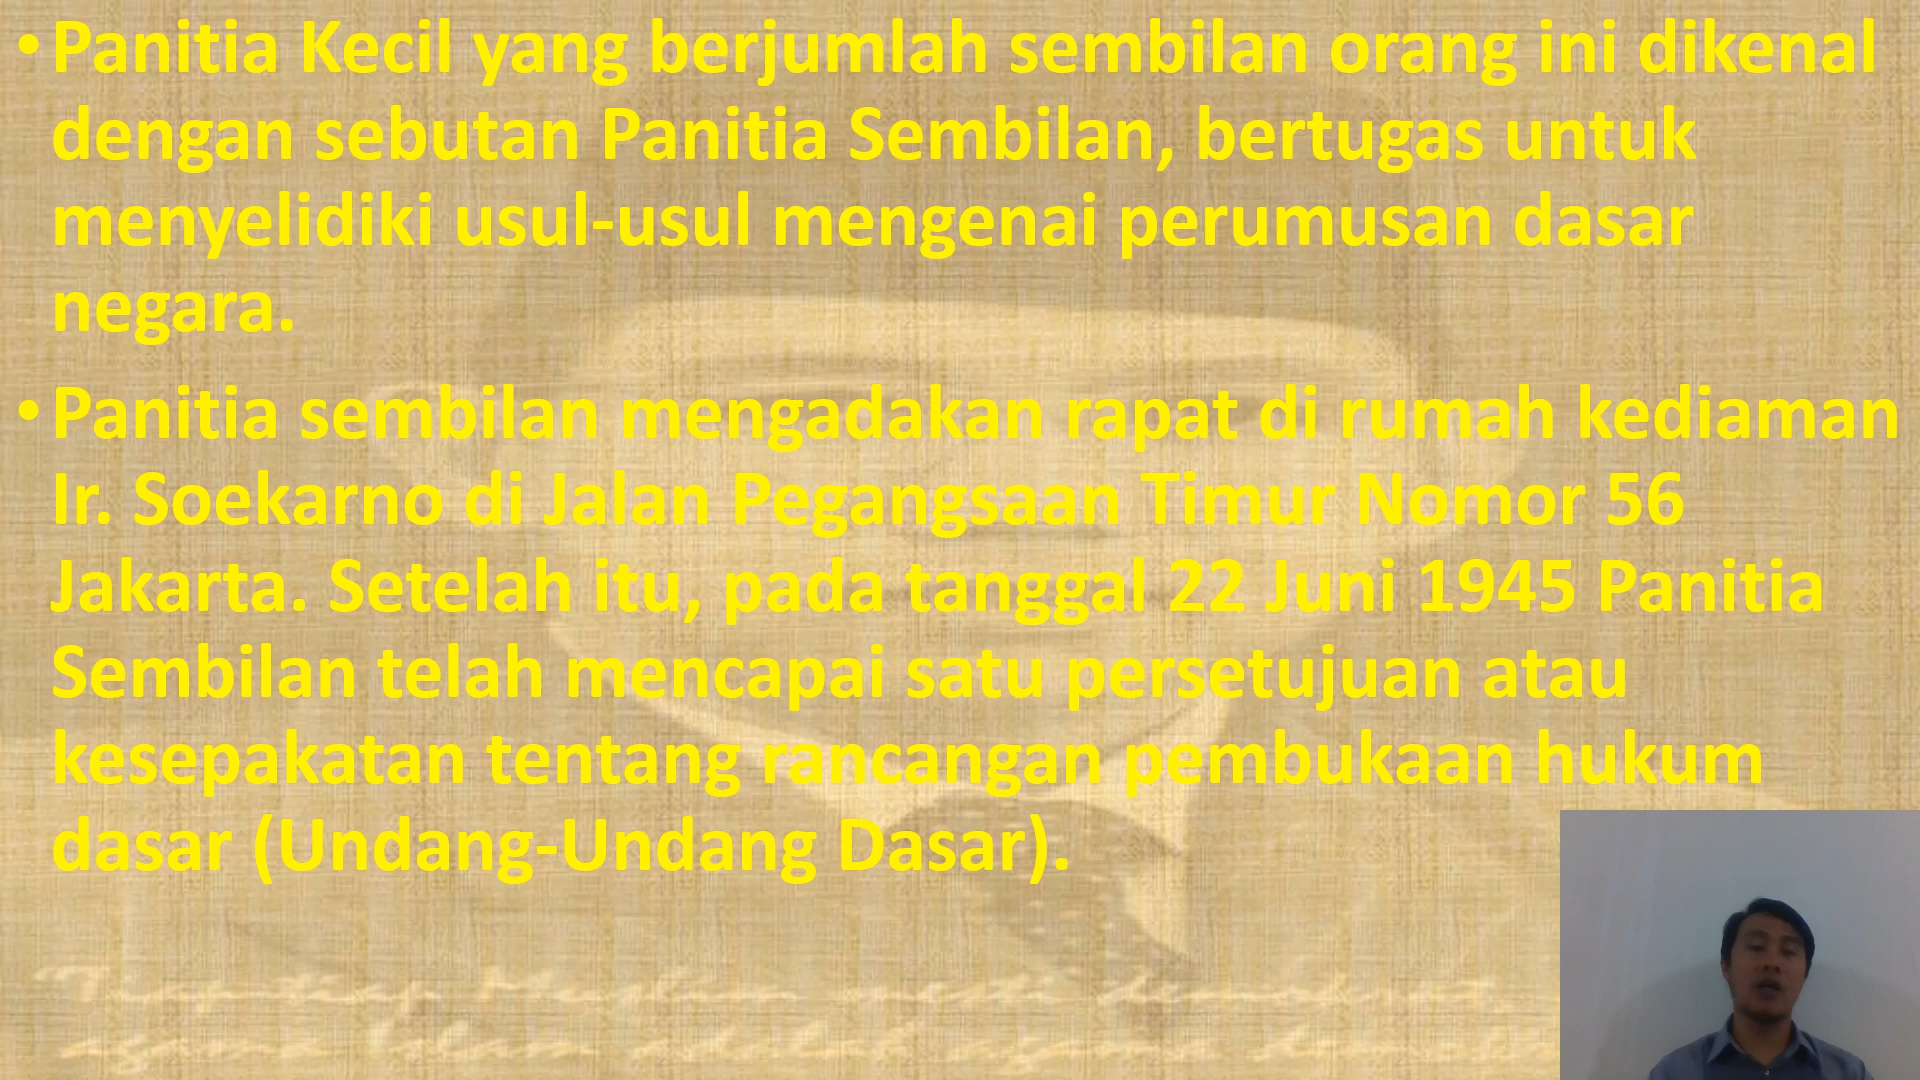 • Panitia Kecil yang berjumlah sembilan orang ini dikenal
dengan sebutan Panitia Sembilan, bertugas untuk
menyelidiki usul-usul mengenai perumusan dasar
negara.
• Panitia sembilan mengadakan rapat di rumah kediaman
Ir. Soekarno di Jalan Pegangsaan Timur Nomor 56
Jakarta. Setelah itu, pada tanggal 22 Juni 1945 Panitia
Sembilan telah mencapai satu persetujuan atau
kesepakatan tentang rancangan pembukaan hukum
dasar (Undang-Undang Dasar).